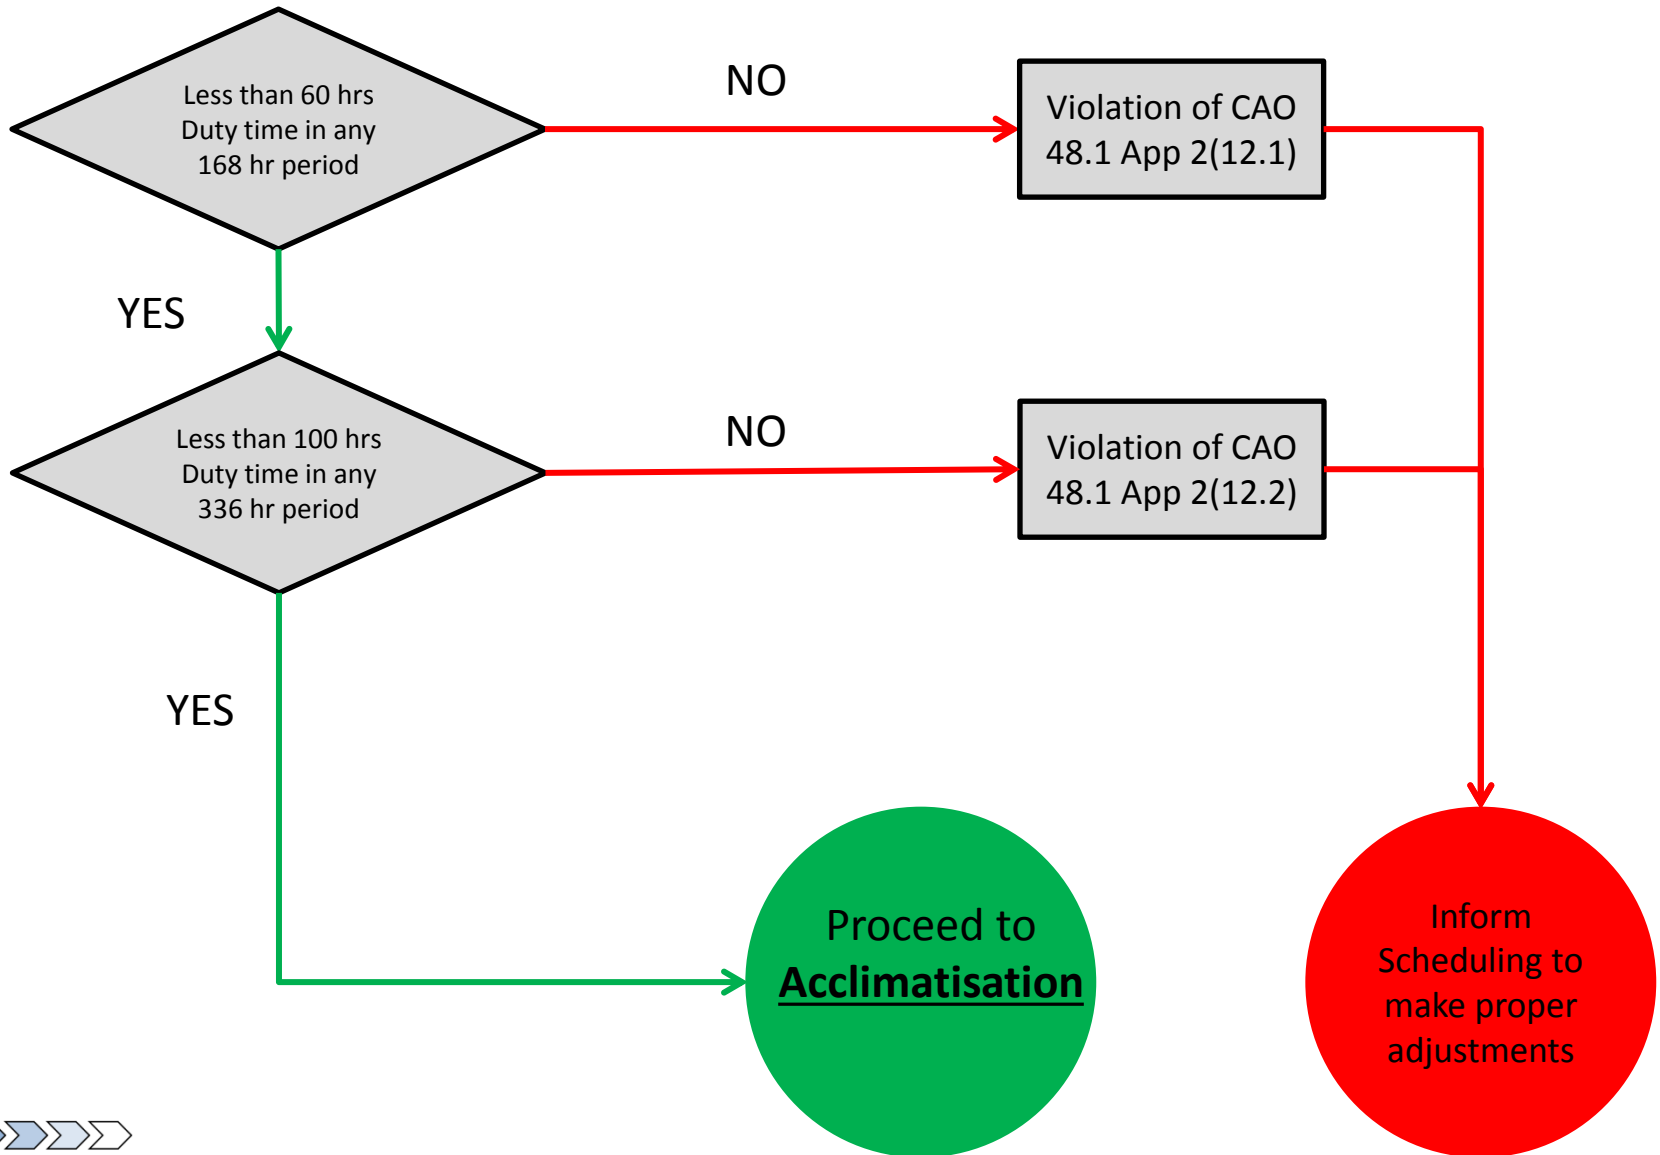 Less than 60 hrs
Duty time in any
168 hr period
NO
Violation of CAO
48.1 App 2(12.1)
YES
Less than 100 hrs
Duty time in any
336 hr period
NO
Violation of CAO
48.1 App 2(12.2)
YES
Proceed to
Acclimatisation
Inform
Scheduling to
make proper
adjustments